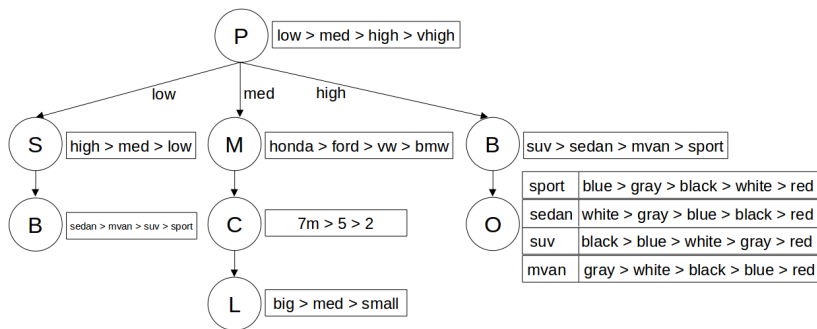 P low > med > high > vhigh
low med high
S high > med > low M honda > ford > vw > bmw B suv > sedan > mvan > sport
sport blue > gray > black > white > red
B sedan > mvan > suv > sport C 7m > 5 > 2 O sedan white > gray > blue > black > red
suv black > blue > white > gray > red
mvan gray > white > black > blue > red
L big > med > small